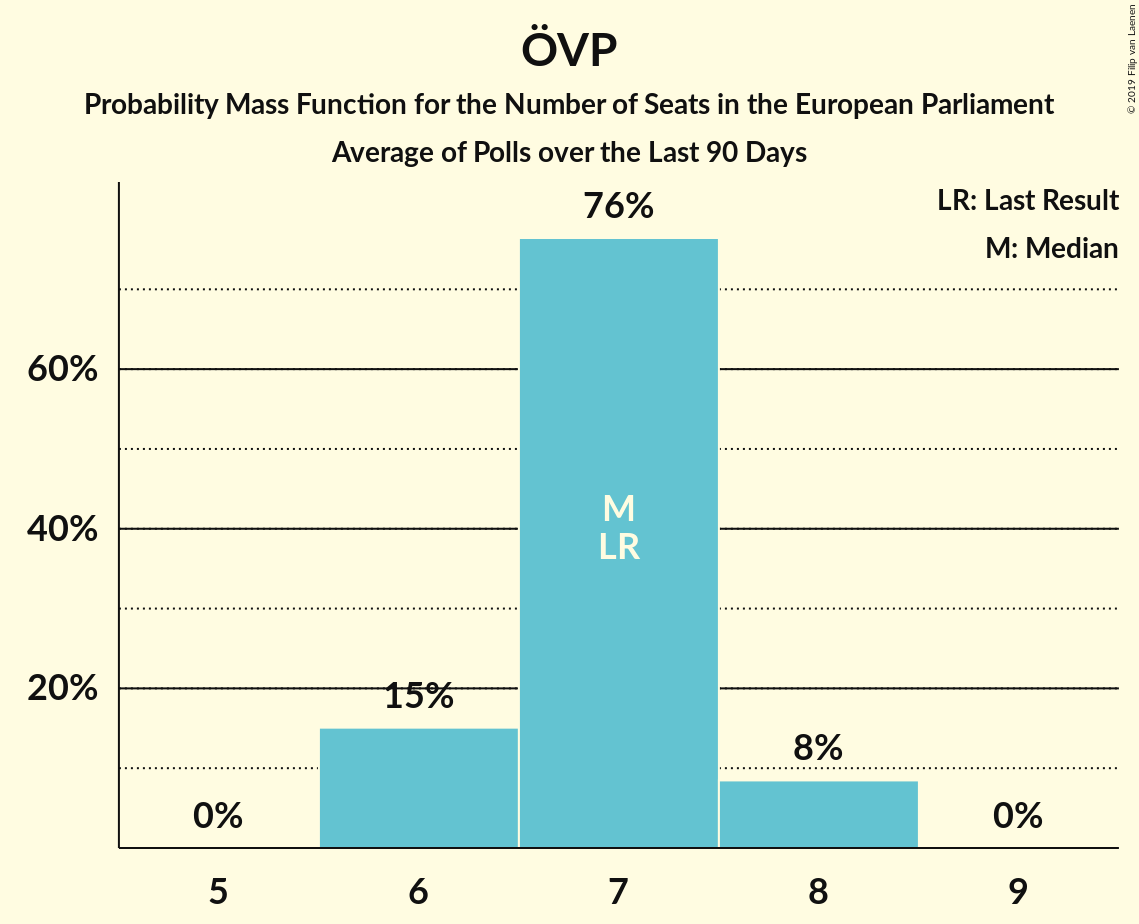 ÖVP
Probability Mass Function for the Number of Seats in the European Parliament
Average of Polls over the Last 90 Days
© 2019 Filip van Laenen
LR: Last Result
M: Median
76%
60%
40%
20%
M
LR
15%
8%
0%
0%
5 6 7 8 9